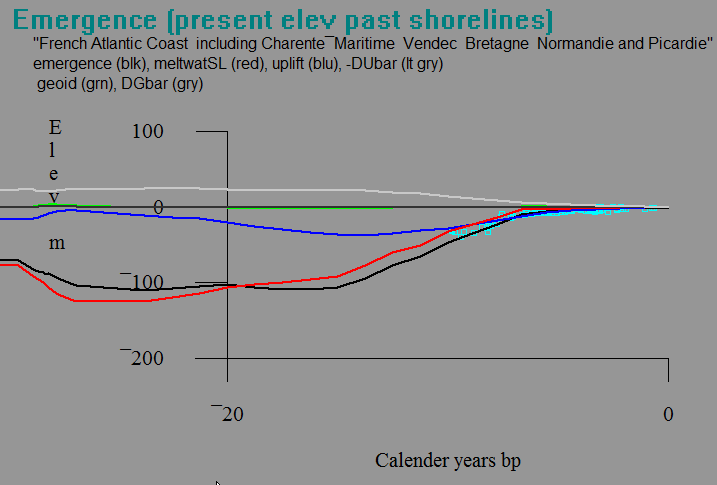 Emergence (present elev past shorelines)
"French Atlantic Coast including Charente¯Maritime Vendec Bretagne Normandie and Picardie"
emergence (blk), meltwatSL (red), uplift (blu), -DUbar (lt gry)
geoid (grn), DGbar (gry)
Elev m
100
0
¯100
¯200
¯20 0
Calender years bp